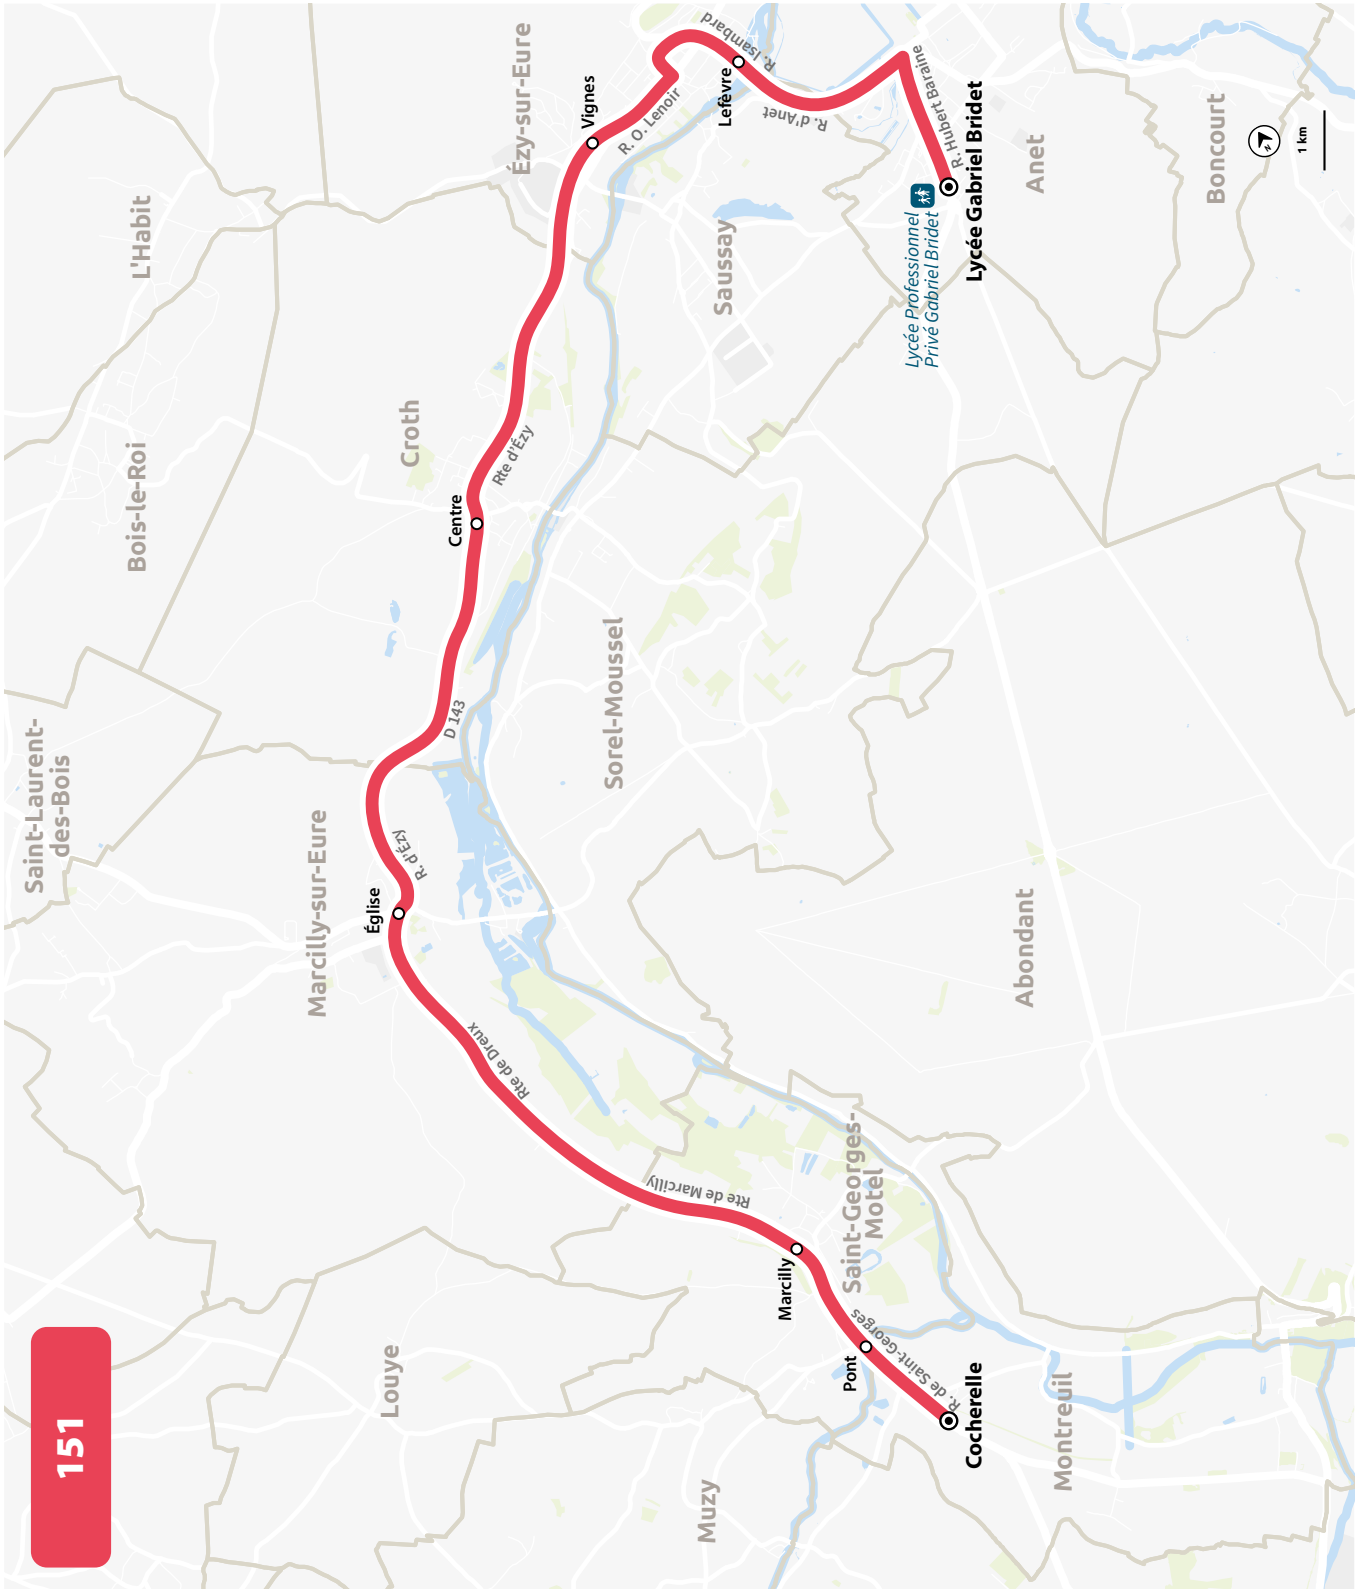 151
Saint-Laurent-
des-Bois
Bois-le-Roi
L'Habit
Louye
Marcilly-sur-Eure
Croth
Ezy-sur-Eure
Église
R. d'Ézy
D 143
Centre
Rte d'Ézy
Vignes
R. O. Lenoir
Rte de Dreux
Rte de Marcilly
Sorel-Moussel
Muzy
Saussay
Lefèvre
R. Isambard
R. d'Anet
Marcilly
Pont
Saint-Georges-
Motel
R. de Saint-Georges
Cocherelle
Lycée Professionnel
Privé Gabriel Bridet
R. Hubert Baraine
Lycée Gabriel Bridet
Abondant
Anet
Montreuil
Boncourt
N
1 km